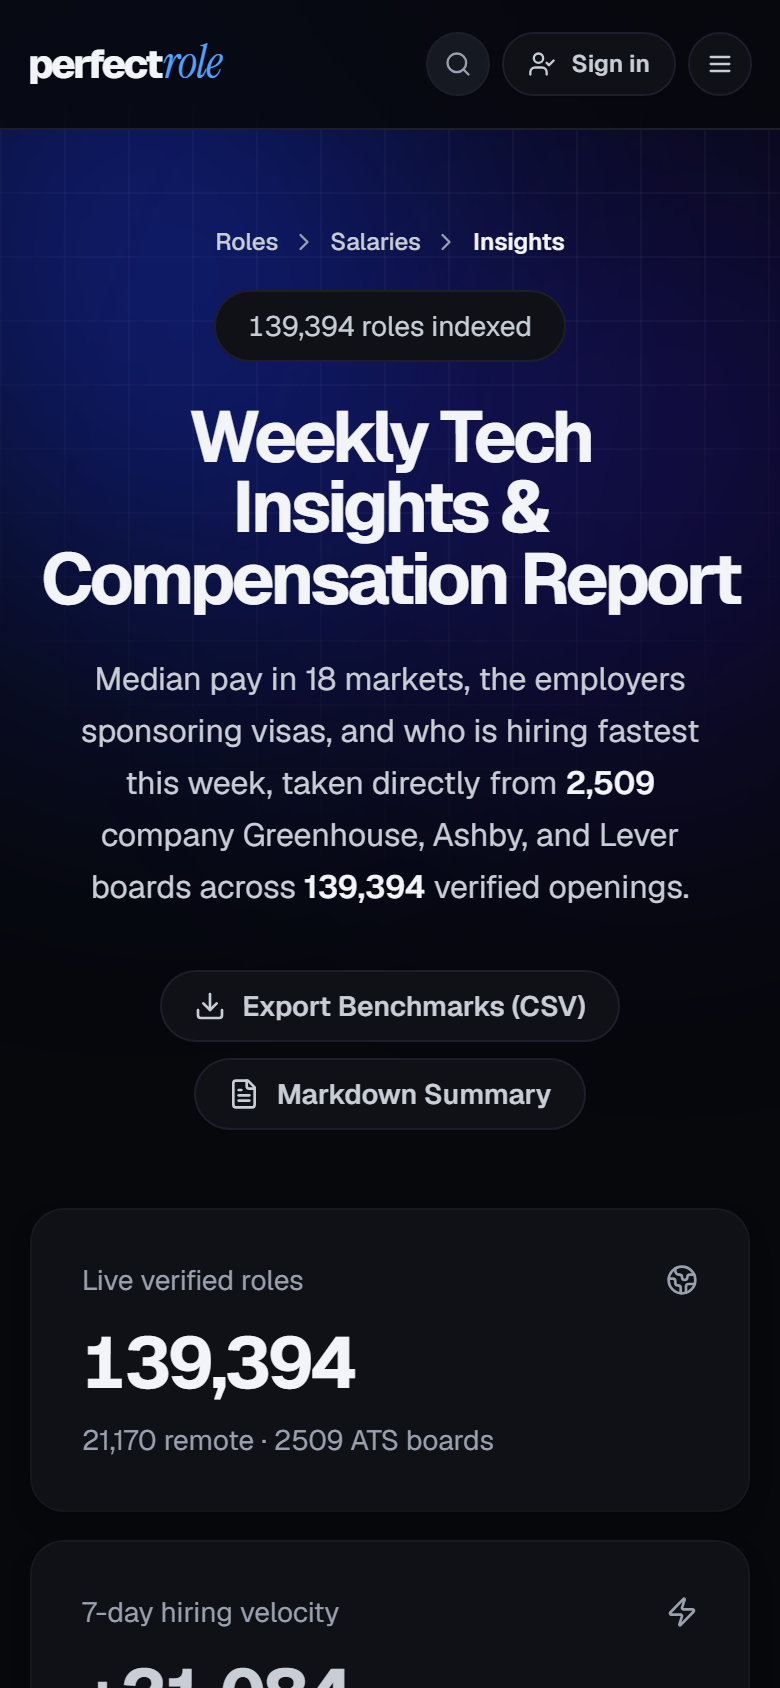 perfectrole
Sign in
Roles > Salaries > Insights
139,394 roles indexed
Weekly Tech
Insights &
Compensation Report
Median pay in 18 markets, the employers
sponsoring visas, and who is hiring fastest
this week, taken directly from 2,509
company Greenhouse, Ashby, and Lever
boards across 139,394 verified openings.
Export Benchmarks (CSV)
Markdown Summary
Live verified roles
139,394
21,170 remote · 2509 ATS boards
7-day hiring velocity